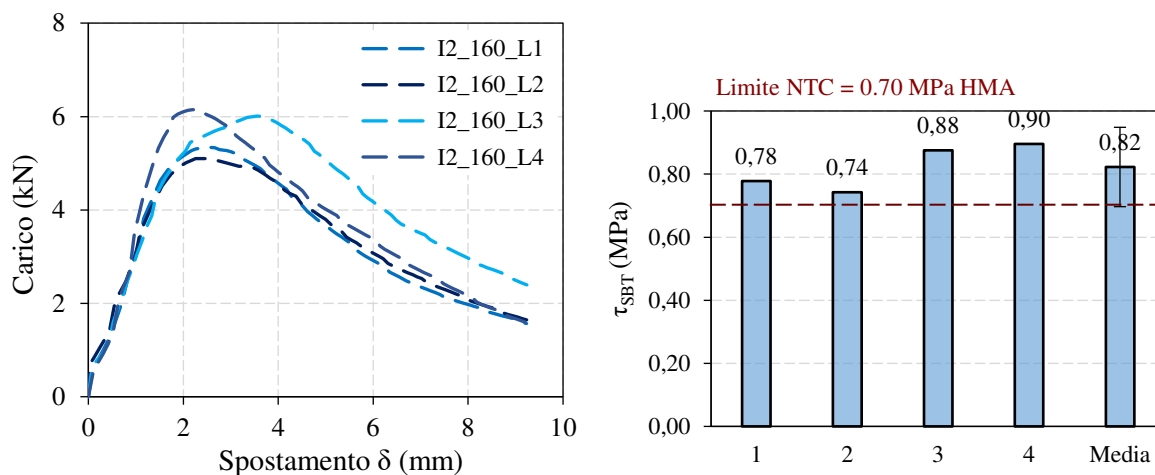 8
6
4
2
0
Carico (kN)
I2_160_L1
I2_160_L2
I2_160_L3
I2_160_L4
0 2 4 6 8 10
Spostamento δ (mm)
Limite NTC = 0.70 MPa HMA
1,00
0,80
0,60
0,40
0,20
0,00
τSBT (MPa)
0,78
0,74
0,88
0,90
0,82
1 2 3 4 Media